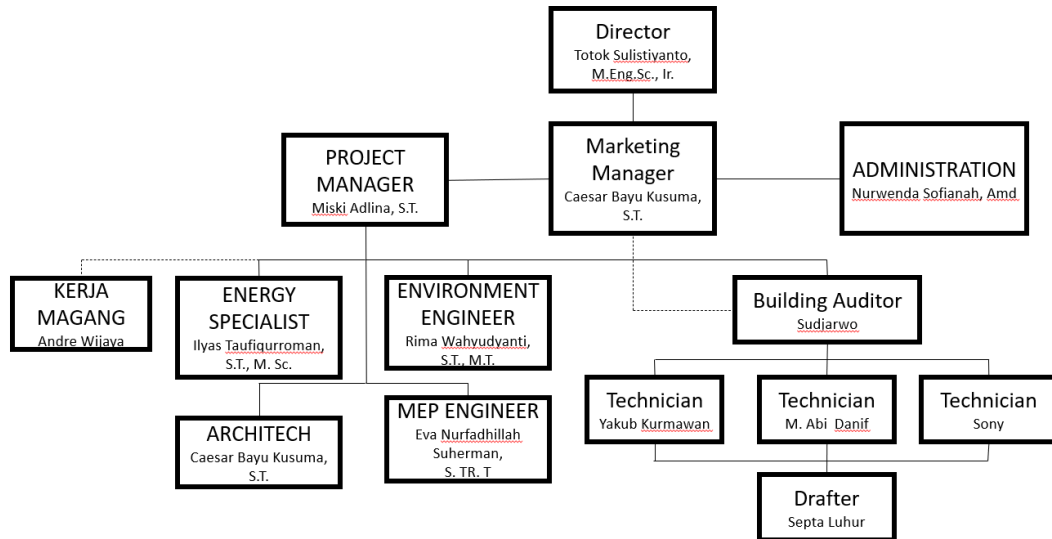 Director
Totok Sulistiyanto,
M.Eng.Sc., Ir.
PROJECT
MANAGER
Miski Adlina, S.T.
Marketing
Manager
Caesar Bayu Kusuma,
S.T.
ADMINISTRATION
Nurwenda Sofianah, Amd
KERJA
MAGANG
Andre Wijaya
ENERGY
SPECIALIST
Ilyas Taufiqurroman,
S.T., M. Sc.
ENVIRONMENT
ENGINEER
Rima Wahyudyanti,
S.T., M.T.
Building Auditor
Sudjarwo
ARCHITECH
Caesar Bayu Kusuma,
S.T.
MEP ENGINEER
Eva Nurfadhillah
Suherman,
S. TR. T
Technician
Yakub Kurmawan
Technician
M. Abi Danif
Technician
Sony
Drafter
Septa Luhur